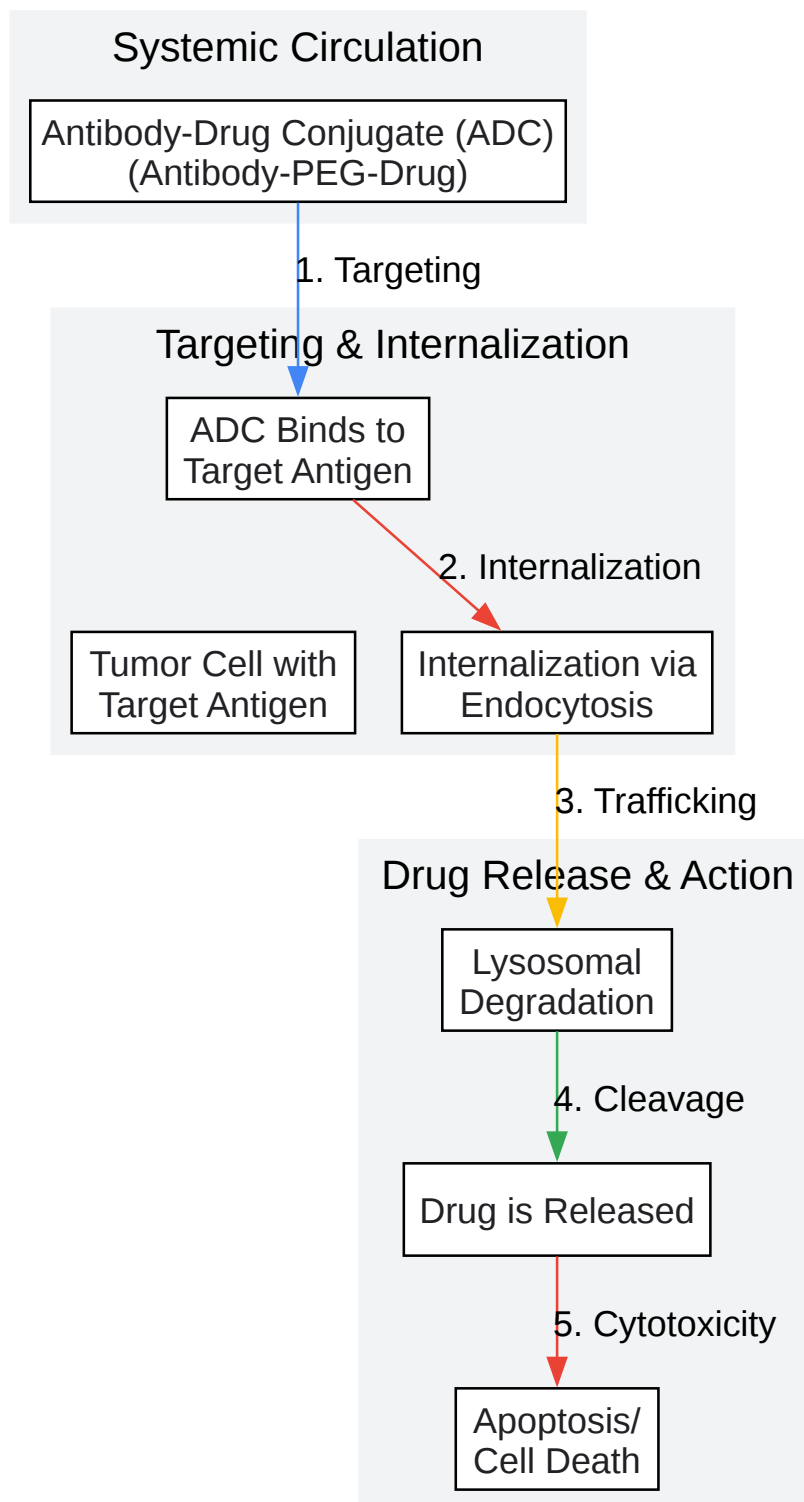 Systemic Circulation
Antibody-Drug Conjugate (ADC)
(Antibody-PEG-Drug)
1. Targeting
Targeting & Internalization
ADC Binds to
Target Antigen
2. Internalization
Tumor Cell with
Target Antigen
Internalization via
Endocytosis
3. Trafficking
Drug Release & Action
Lysosomal
Degradation
4. Cleavage
Drug is Released
5. Cytotoxicity
Apoptosis/
Cell Death